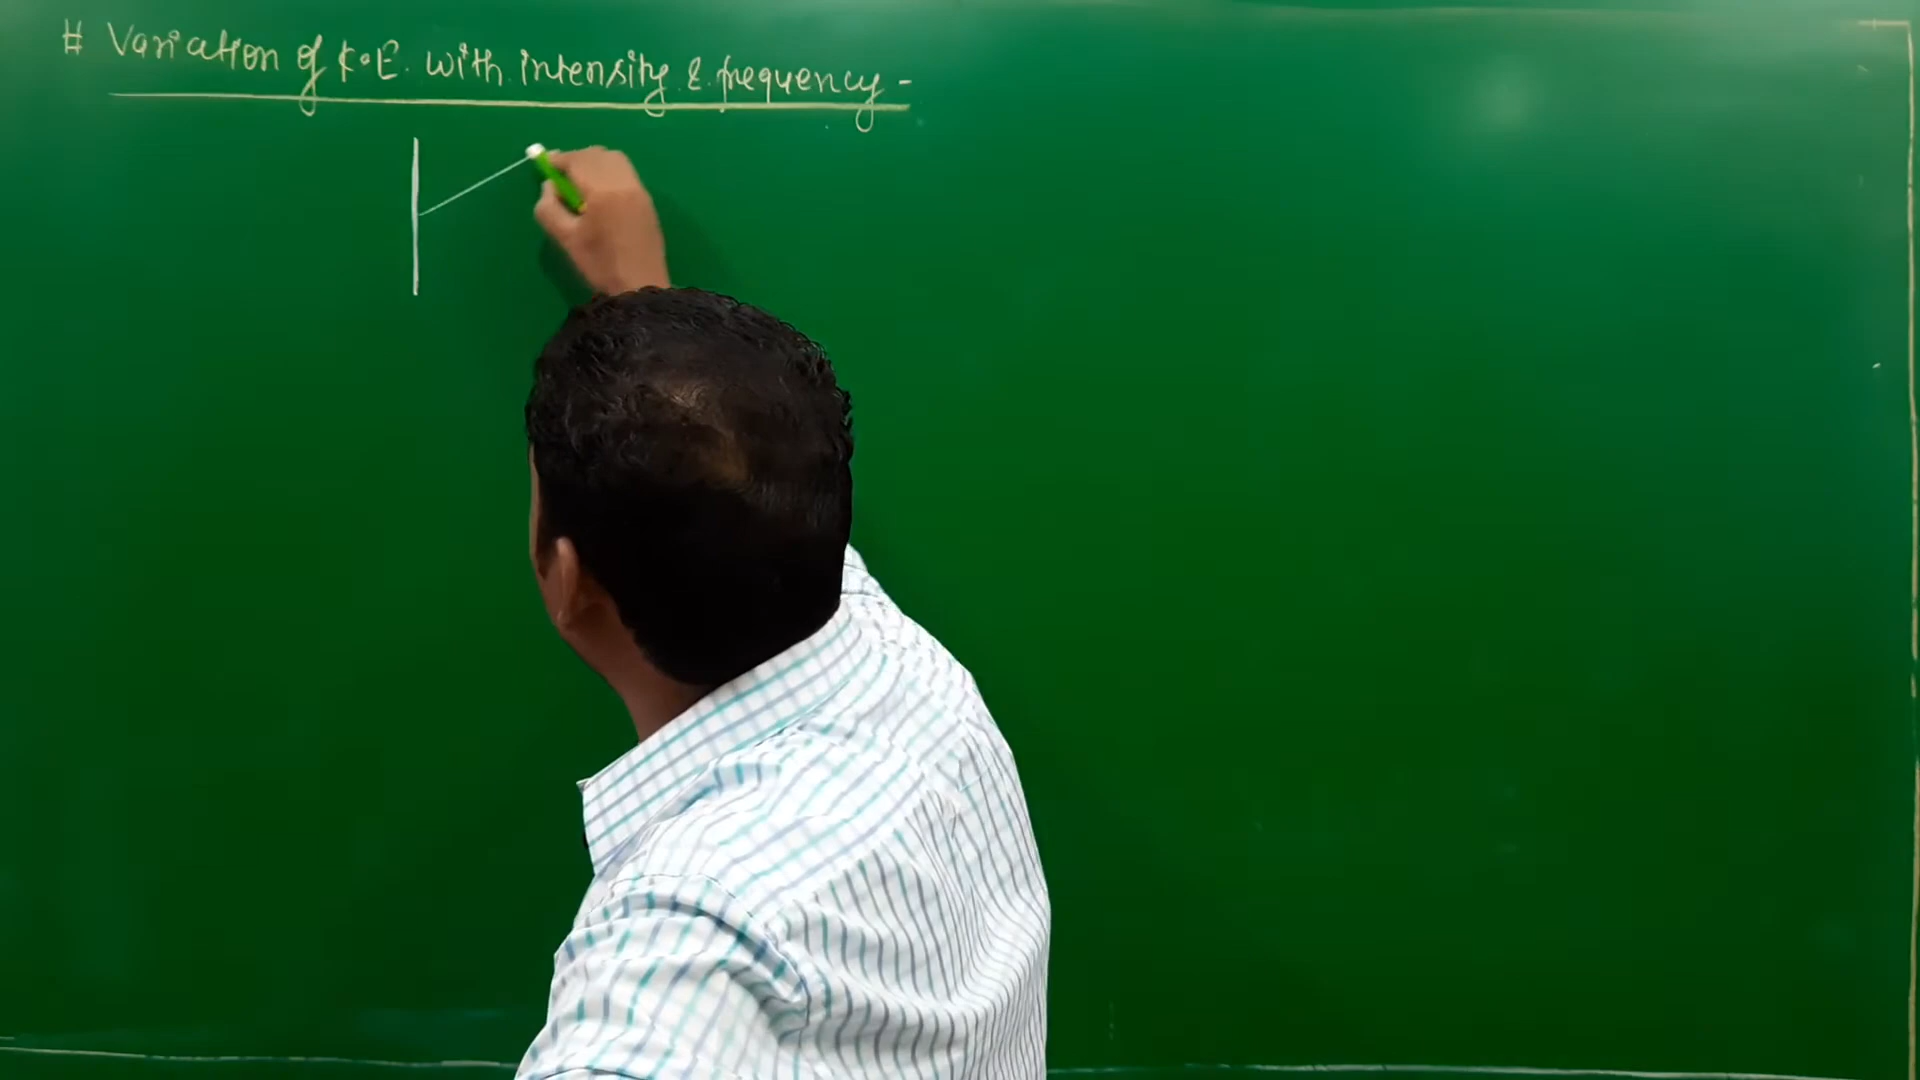 # Variation of K.E. with intensity & frequency -